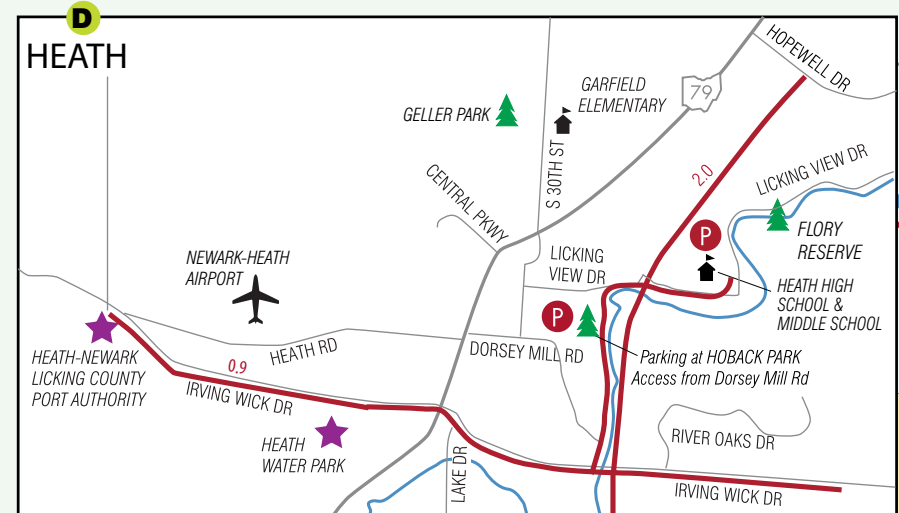 D
HEATH
HOPEWELL DR
79
GARFIELD
ELEMENTARY
GELLER PARK
S 30TH ST
2.0
LICKING VIEW DR
CENTRAL PKWY
P
FLORY
RESERVE
NEWARK-HEATH
AIRPORT
LICKING
VIEW DR
HEATH HIGH
SCHOOL &
MIDDLE SCHOOL
P
HEATH RD
DORSEY MILL RD
Parking at HOBACK PARK
Access from Dorsey Mill Rd
HEATH-NEWARK
LICKING COUNTY
PORT AUTHORITY
0.9
IRVING WICK DR
HEATH
WATER PARK
LAKE DR
RIVER OAKS DR
IRVING WICK DR